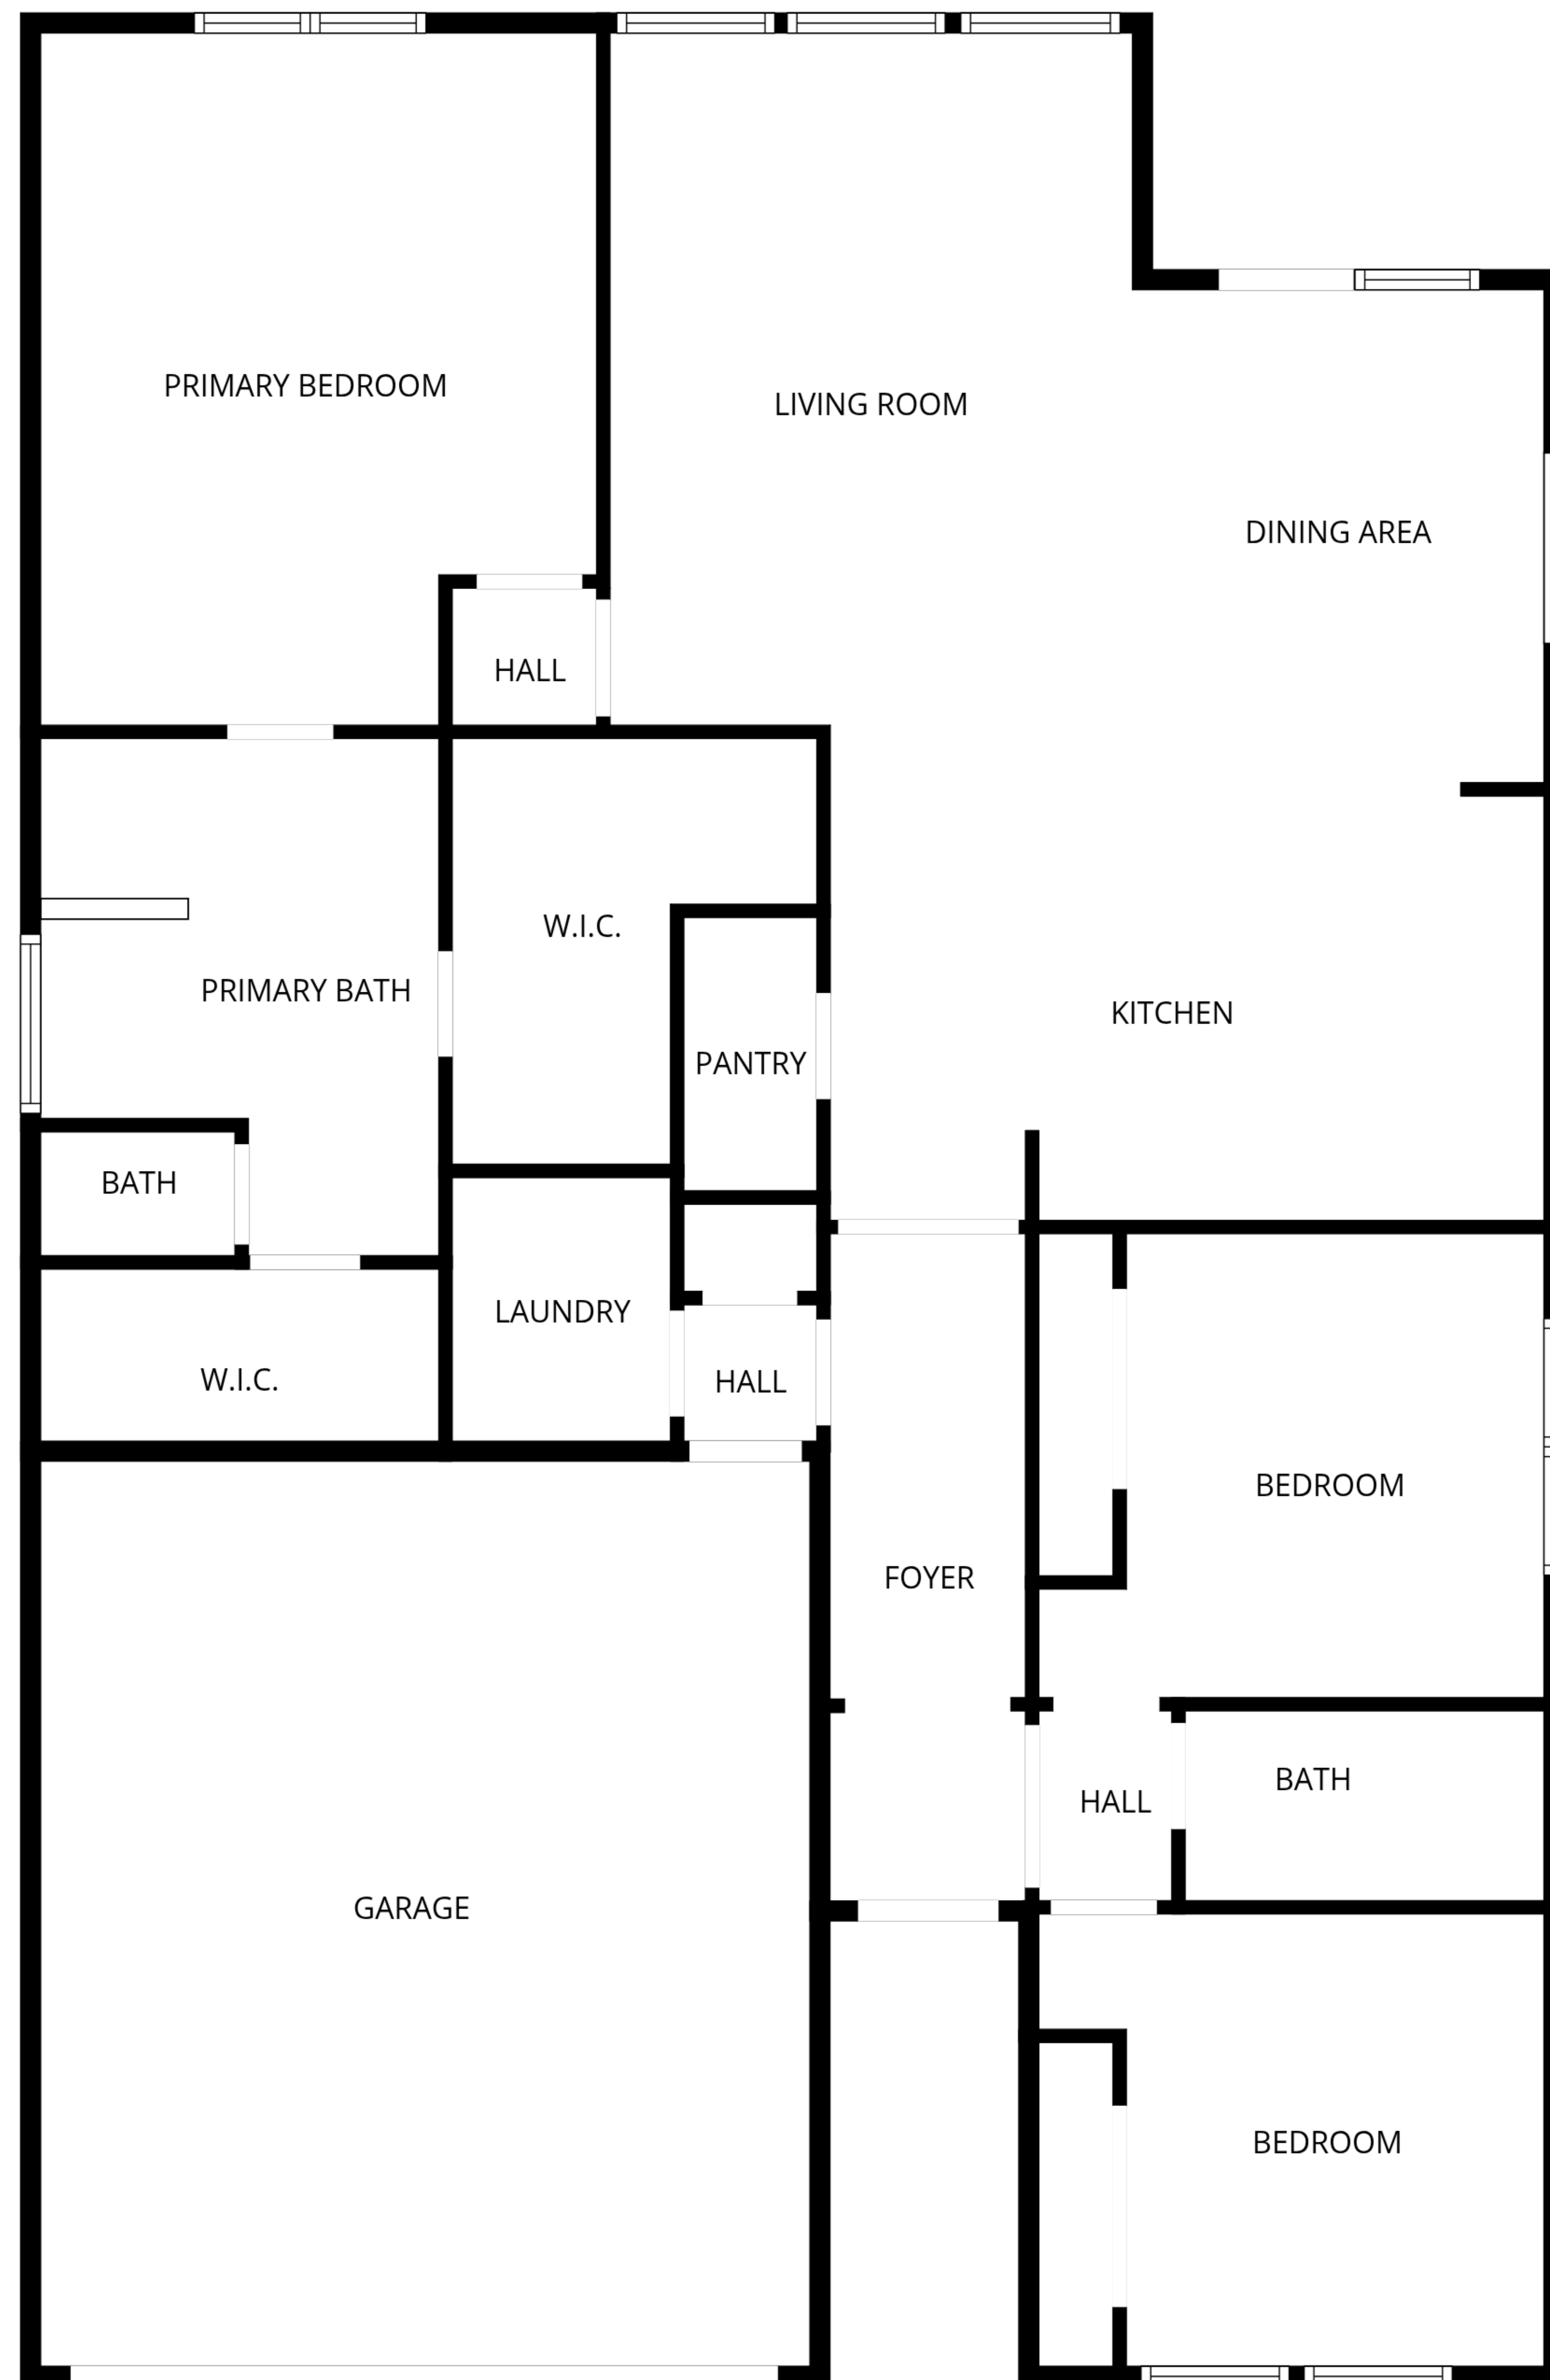 PRIMARY BEDROOM
LIVING ROOM
DINING AREA
HALL
W.I.C.
PRIMARY BATH
KITCHEN
PANTRY
BATH
LAUNDRY
W.I.C.
HALL
BEDROOM
FOYER
BATH
HALL
GARAGE
BEDROOM